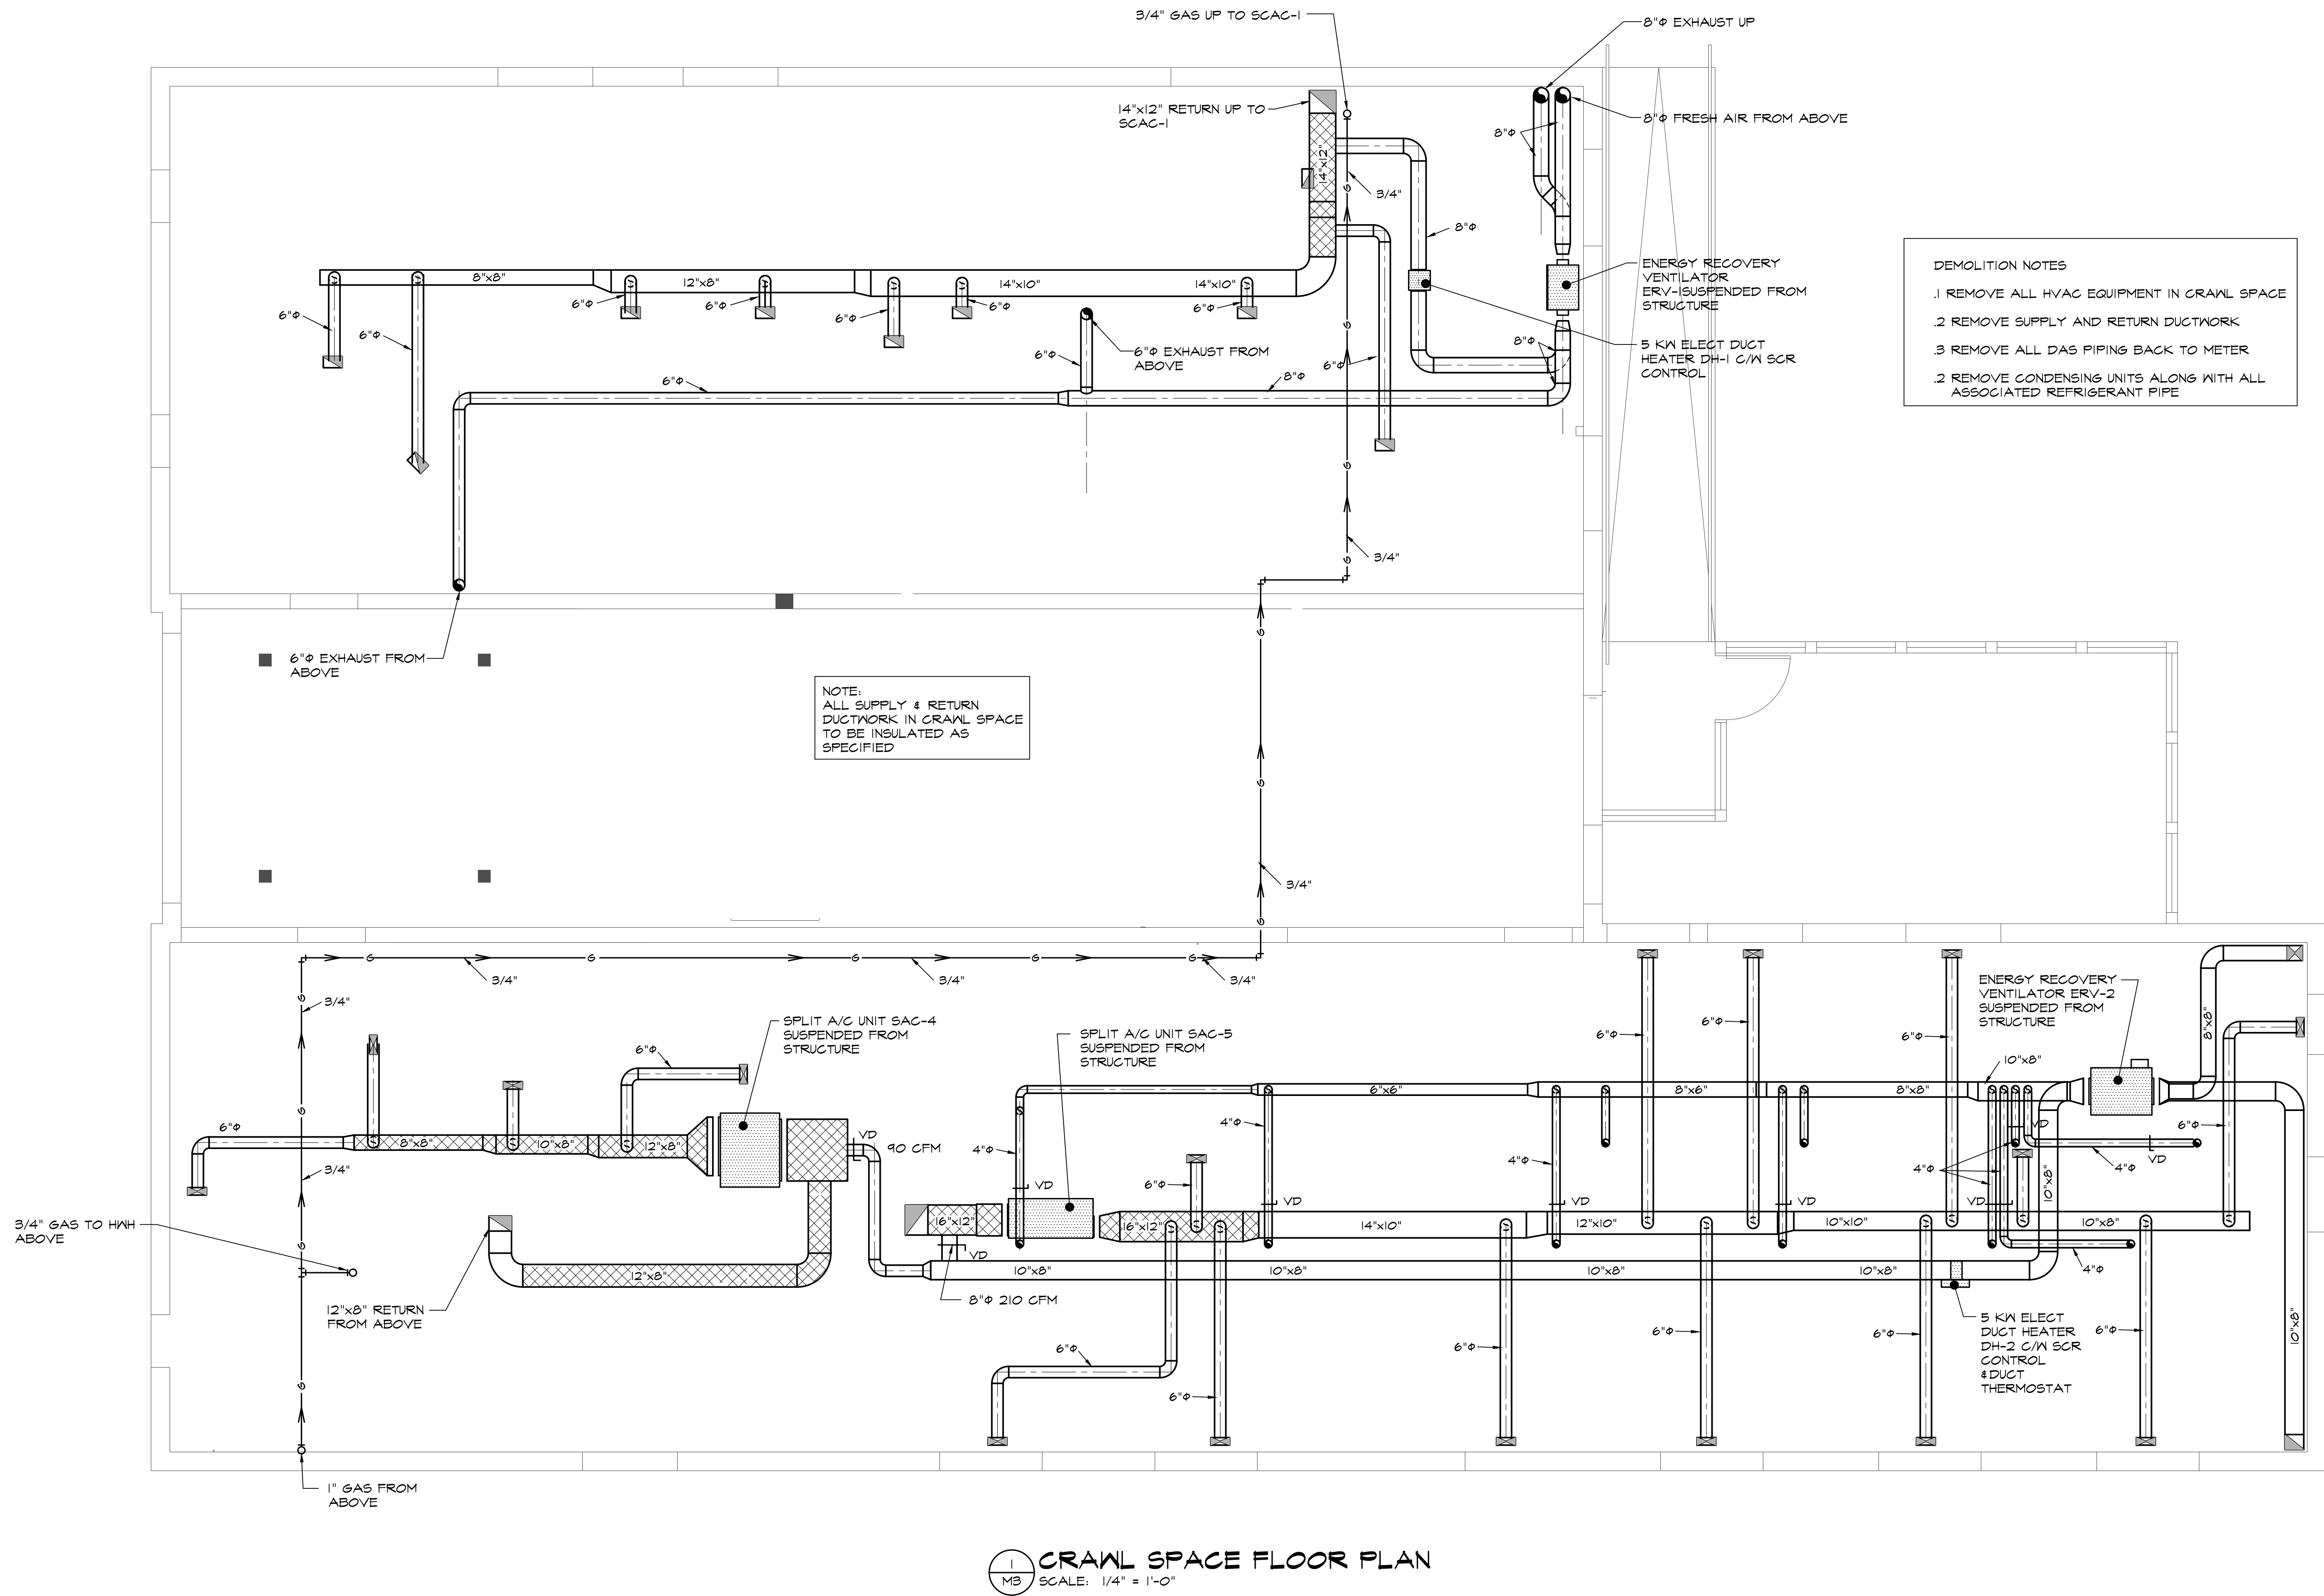 3/4" GAS UP TO SCAC-1
8"Φ EXHAUST UP
14"x12" RETURN UP TO
SCAC-1
8"Φ FRESH AIR FROM ABOVE
8"Φ
14"x12"
3/4"
G
8"Φ
ENERGY RECOVERY
VENTILATOR
ERV-1SUSPENDED FROM
STRUCTURE
DEMOLITION NOTES
.1 REMOVE ALL HVAC EQUIPMENT IN CRAWL SPACE
.2 REMOVE SUPPLY AND RETURN DUCTWORK
.3 REMOVE ALL DAS PIPING BACK TO METER
.2 REMOVE CONDENSING UNITS ALONG WITH ALL
ASSOCIATED REFRIGERANT PIPE
8"x8"
12"x8"
14"x10"
14"x10"
6"Φ
6"Φ
6"Φ
6"Φ
6"Φ
6"Φ
6"Φ
G
8"Φ
5 KW ELECT DUCT
HEATER DH-1 C/W SCR
CONTROL
6"Φ
6"Φ EXHAUST FROM
ABOVE
6"Φ
6"Φ
8"Φ
G
3/4"
G
G
6"Φ EXHAUST FROM
ABOVE
NOTE:
ALL SUPPLY & RETURN
DUCTWORK IN CRAWL SPACE
TO BE INSULATED AS
SPECIFIED
G
3/4"
G
G
G
G
G
G
3/4"
3/4"
3/4"
G
3/4"
SPLIT A/C UNIT SAC-4
SUSPENDED FROM
STRUCTURE
SPLIT A/C UNIT SAC-5
SUSPENDED FROM
STRUCTURE
ENERGY RECOVERY
VENTILATOR ERV-2
SUSPENDED FROM
STRUCTURE
8"x8"
6"Φ
6"Φ
6"Φ
6"Φ
10"x8"
6"x6"
8"x6"
8"x8"
G
6"Φ
8"x8"
10"x8"
12"x8"
VD
90 CFM
4"Φ
4"Φ
4"Φ
VD
6"Φ
VD
4"Φ
4"Φ
3/4"
6"Φ
VD
VD
VD
VD
VD
10"x8"
3/4" GAS TO HWH
ABOVE
G
16"x12"
16"x12"
14"x10"
12"x10"
10"x10"
10"x8"
VD
12"x8"
10"x8"
10"x8"
10"x8"
10"x8"
4"Φ
12"x8" RETURN
FROM ABOVE
8"Φ 210 CFM
5 KW ELECT
DUCT HEATER
DH-2 C/W SCR
CONTROL
&DUCT
THERMOSTAT
6"Φ
6"Φ
6"Φ
6"Φ
6"Φ
6"Φ
10"x8"
G
1" GAS FROM
ABOVE
1
M3
CRAWL SPACE FLOOR PLAN
SCALE: 1/4" = 1'-0"